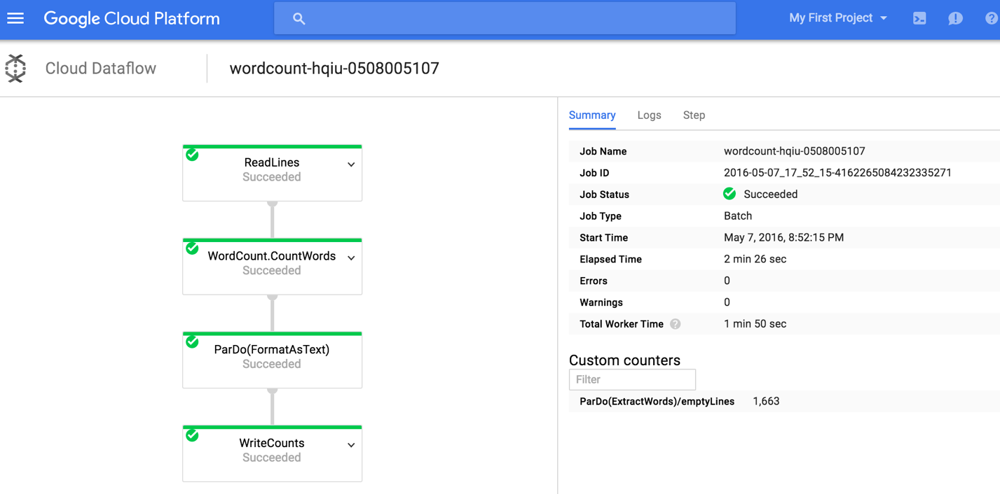 Google Cloud Platform
My First Project
Cloud Dataflow
wordcount-hqiu-0508005107
ReadLines
Succeeded
WordCount.CountWords
Succeeded
ParDo(FormatAsText)
Succeeded
WriteCounts
Succeeded
Summary Logs Step
Job Name wordcount-hqiu-0508005107
Job ID 2016-05-07_17_52_15-4162265084232335271
Job Status Succeeded
Job Type Batch
Start Time May 7, 2016, 8:52:15 PM
Elapsed Time 2 min 26 sec
Errors 0
Warnings 0
Total Worker Time ? 1 min 50 sec
Custom counters
Filter
ParDo(ExtractWords)/emptyLines 1,663